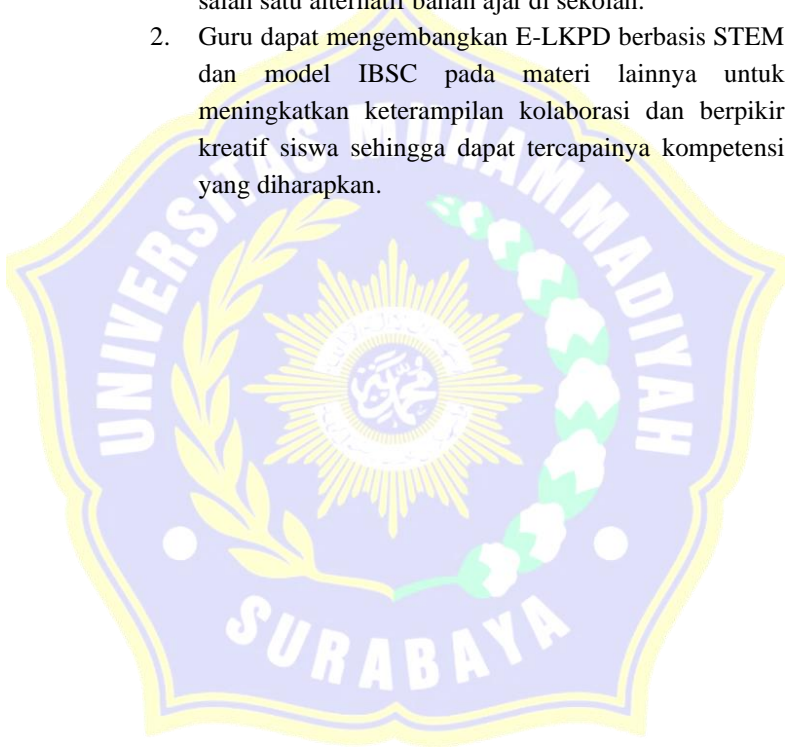 salah satu alternatif bahan ajar di sekolah.
2. Guru dapat mengembangkan E-LKPD berbasis STEM
dan model IBSC pada materi lainnya untuk
meningkatkan keterampilan kolaborasi dan berpikir
kreatif siswa sehingga dapat tercapainya kompetensi
yang diharapkan.
UNIVERSITAS MUHAMMADIYAH
SURABAYA